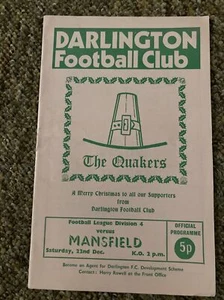 DARLINGTON
Football Club
The Quakers
A Merry Christmas to all our Supporters
from
Darlington Football Club
Football League Division 4
versus
MANSFIELD
Saturday, 22nd Dec. K.O. 2 p.m.
OFFICIAL
PROGRAMME
5p
Become an Agent for Darlington F.C. Development Scheme
Contact: Harry Rowell at the Front Office